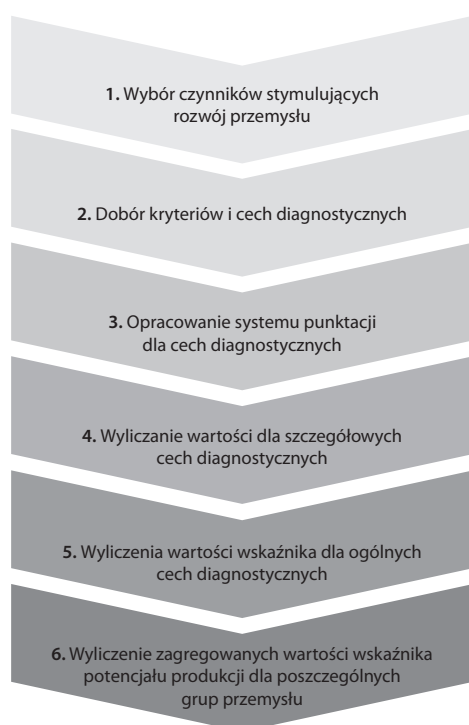 1. Wybór czynników stymulujących
rozwój przemysłu
2. Dobór kryteriów i cech diagnostycznych
3. Opracowanie systemu punktacji
dla cech diagnostycznych
4. Wyliczanie wartości dla szczegółowych
cech diagnostycznych
5. Wyliczenia wartości wskaźnika dla ogólnych
cech diagnostycznych
6. Wyliczenie zagregowanych wartości wskaźnika
potencjału produkcji dla poszczególnych
grup przemysłu